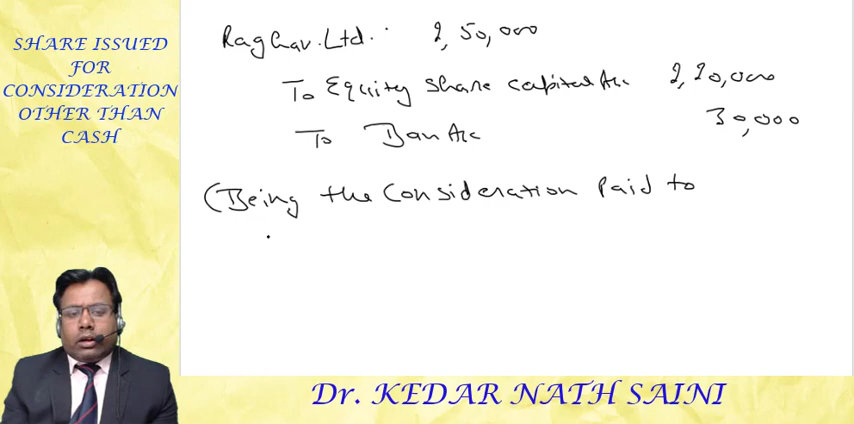 SHARE ISSUED
FOR
CONSIDERATION
OTHER THAN
CASH
Raghav. Ltd. 2,50,000
To Equity Share Capital A/c 2,20,000
To Ban A/c 30,000
(Being the Consideration Paid to
Dr. KEDAR NATH SAINI